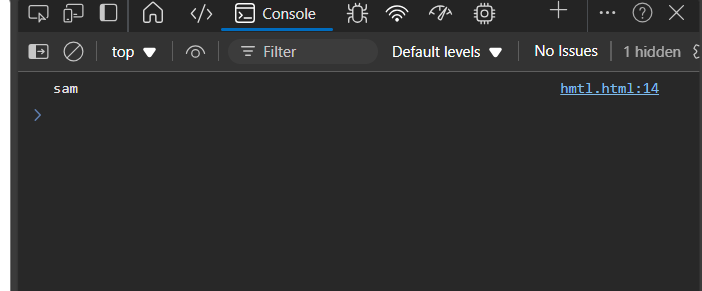 Console
top Filter Default levels No Issues 1 hidden
sam hmtl.html:14